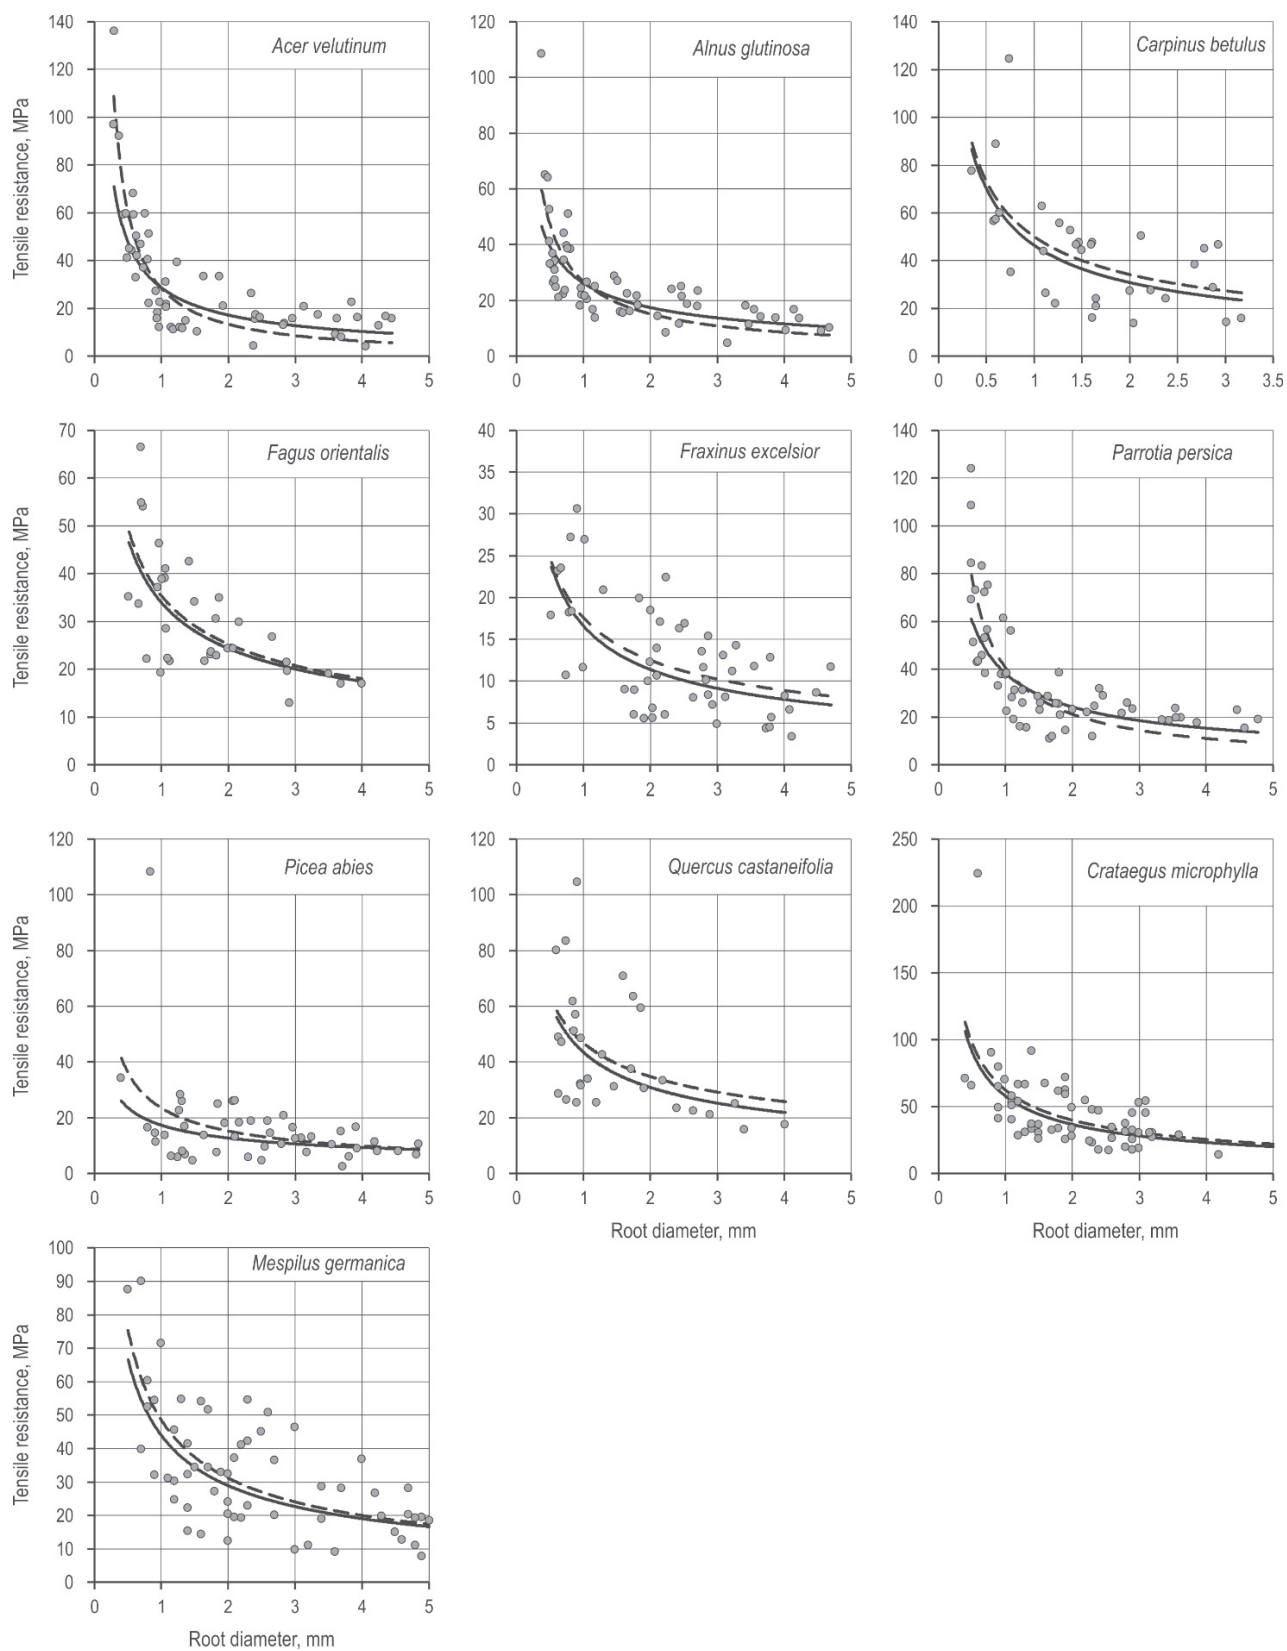 Acer velutinum
Tensile resistance, MPa
140
120
100
80
60
40
20
0
0 1 2 3 4 5
Alnus glutinosa
120
100
80
60
40
20
0
0 1 2 3 4 5
Carpinus betulus
140
120
100
80
60
40
20
0
0 0.5 1 1.5 2 2.5 3 3.5
Fagus orientalis
Tensile resistance, MPa
70
60
50
40
30
20
10
0
0 1 2 3 4 5
Fraxinus excelsior
40
35
30
25
20
15
10
5
0
0 1 2 3 4 5
Parrotia persica
140
120
100
80
60
40
20
0
0 1 2 3 4 5
Picea abies
Tensile resistance, MPa
120
100
80
60
40
20
0
0 1 2 3 4 5
Quercus castaneifolia
120
100
80
60
40
20
0
0 1 2 3 4 5
Root diameter, mm
Crataegus microphylla
250
200
150
100
50
0
0 1 2 3 4 5
Root diameter, mm
Mespilus germanica
Tensile resistance, MPa
100
90
80
70
60
50
40
30
20
10
0
0 1 2 3 4 5
Root diameter, mm